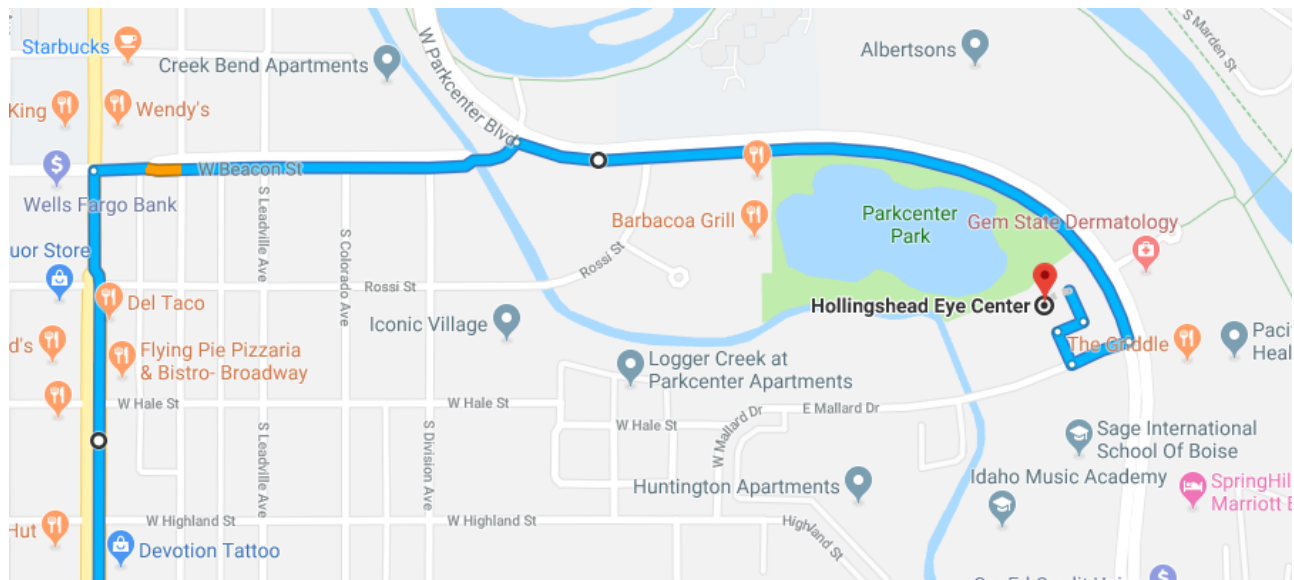 Starbucks
Creek Bend Apartments
W Parkcenter Blvd
Albertsons
S Marden St
King
Wendy's
W Beacon St
Wells Fargo Bank
S Leadville Ave
S Colorado Ave
Barbacoa Grill
Parkcenter
Park
Gem State Dermatology
uor Store
Rossi St
Del Taco
Rossi St
Iconic Village
Hollingshead Eye Center
d's
Flying Pie Pizzaria
& Bistro- Broadway
Logger Creek at
Parkcenter Apartments
The Griddle
Pacif
Heal
W Hale St
W Hale St
W Hale St
E Mallard Dr
W Mallard Dr
S Leadville Ave
S Division Ave
Sage International
School Of Boise
Idaho Music Academy
Huntington Apartments
SpringHil
Marriott B
Hut
W Highland St
W Highland St
Highland St
Devotion Tattoo